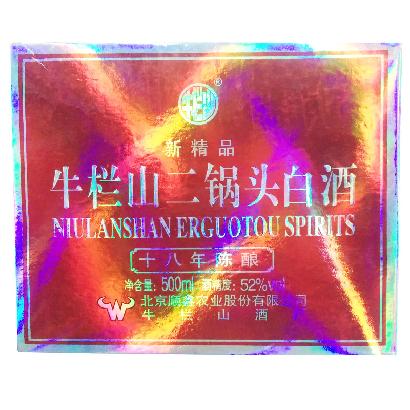 ®
新精品
牛栏山二锅头白酒
NIULANSHAN ERGUOTOU SPIRITS
十八年陈酿
净含量:500ml 酒精度:52%vol
北京顺鑫农业股份有限公司
牛栏山酒